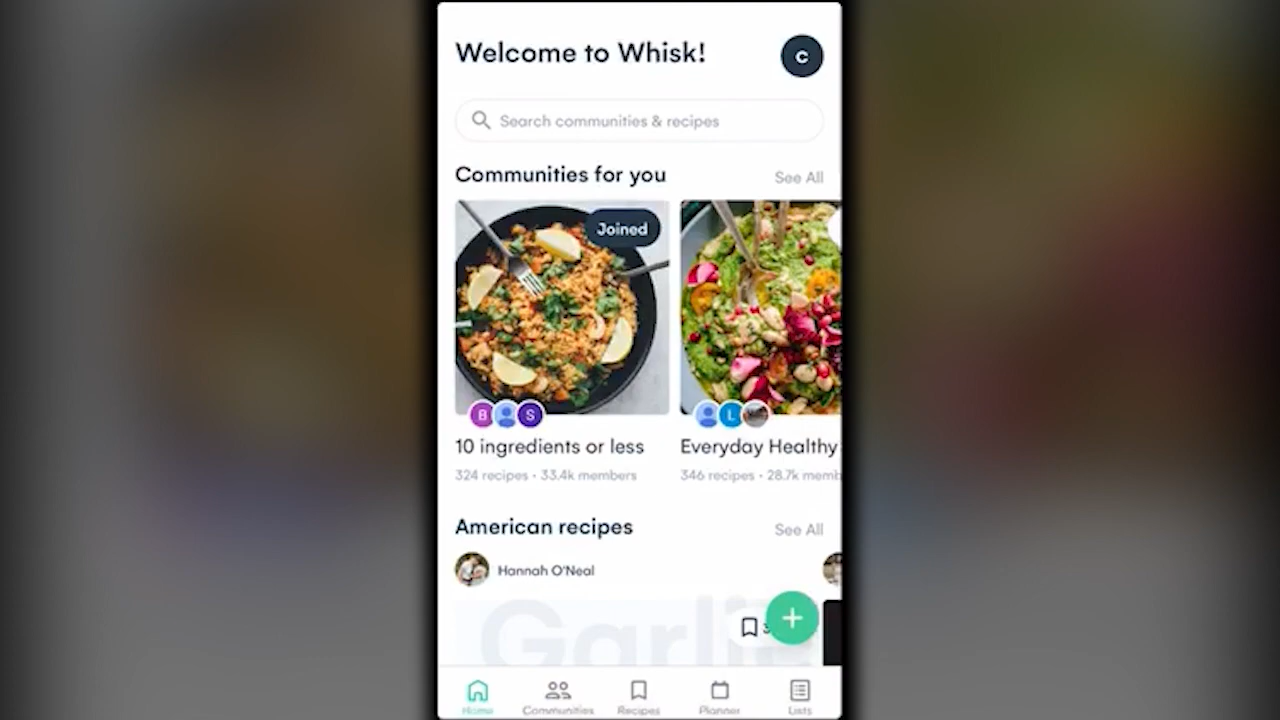 Welcome to Whisk!
C
Search communities & recipes
Communities for you
See All
Joined
B
S
L
10 ingredients or less
Everyday Healthy
324 recipes · 33.4k members
346 recipes · 28.7k memb
American recipes
See All
Hannah O'Neal
Garli
3
Home
Communities
Recipes
Planner
Lists